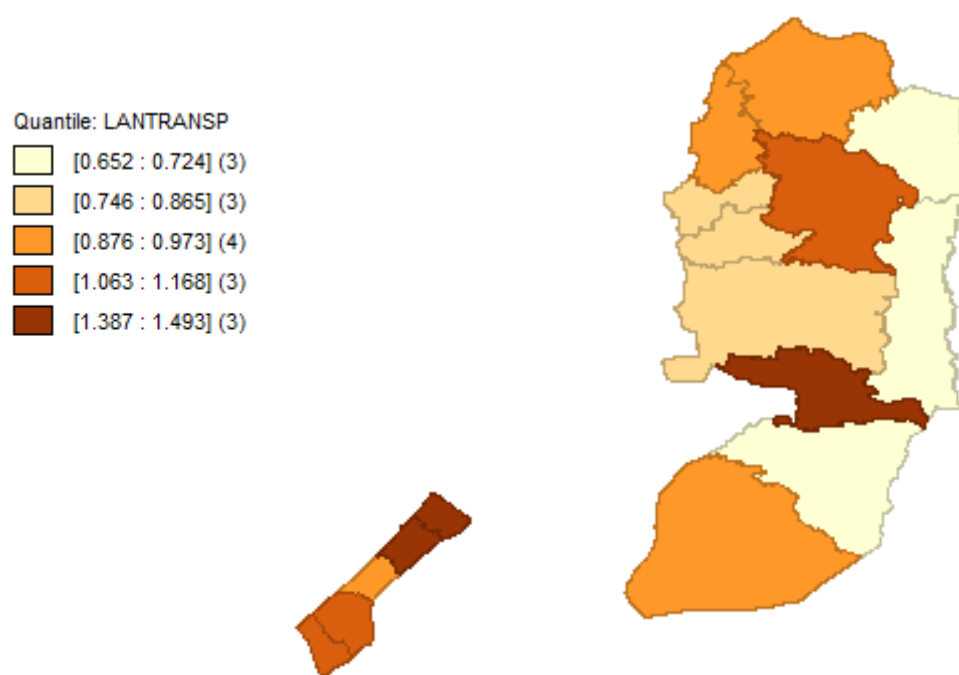 Quantile: LANTRANSP
[0.652 : 0.724] (3)
[0.746 : 0.865] (3)
[0.876 : 0.973] (4)
[1.063 : 1.168] (3)
[1.387 : 1.493] (3)